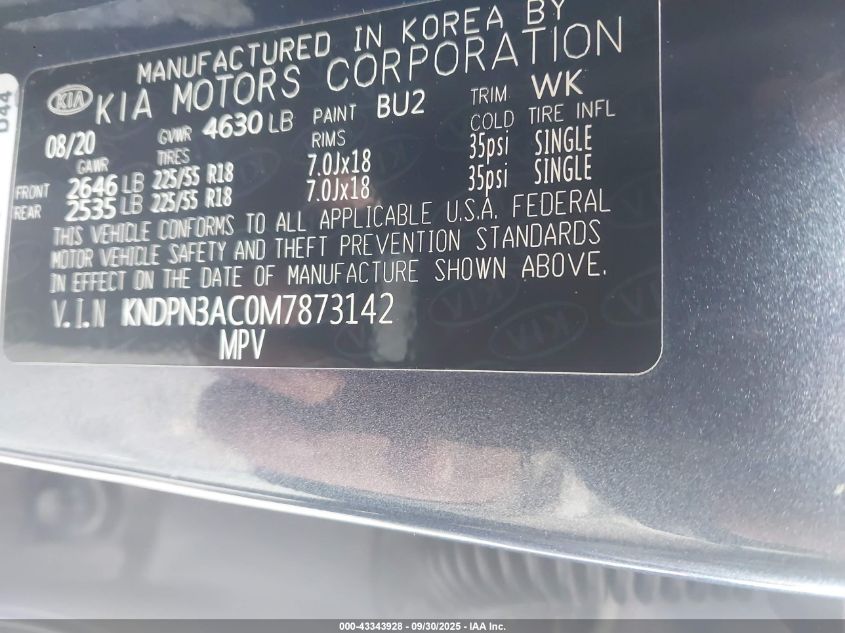 MANUFACTURED IN KOREA BY
KIA KIA MOTORS CORPORATION
08/20 GVWR 4630 LB PAINT BU2 TRIM WK
GAWR TIRES RIMS COLD TIRE INFL
FRONT 2646 LB 225/55 R18 7.0Jx18 35psi SINGLE
REAR 2535 LB 225/55 R18 7.0Jx18 35psi SINGLE
THIS VEHICLE CONFORMS TO ALL APPLICABLE U.S.A. FEDERAL
MOTOR VEHICLE SAFETY AND THEFT PREVENTION STANDARDS
IN EFFECT ON THE DATE OF MANUFACTURE SHOWN ABOVE.
V.I.N KNDPN3AC0M7873142
MPV
000-43343928 - 09/30/2025 - IAA Inc.